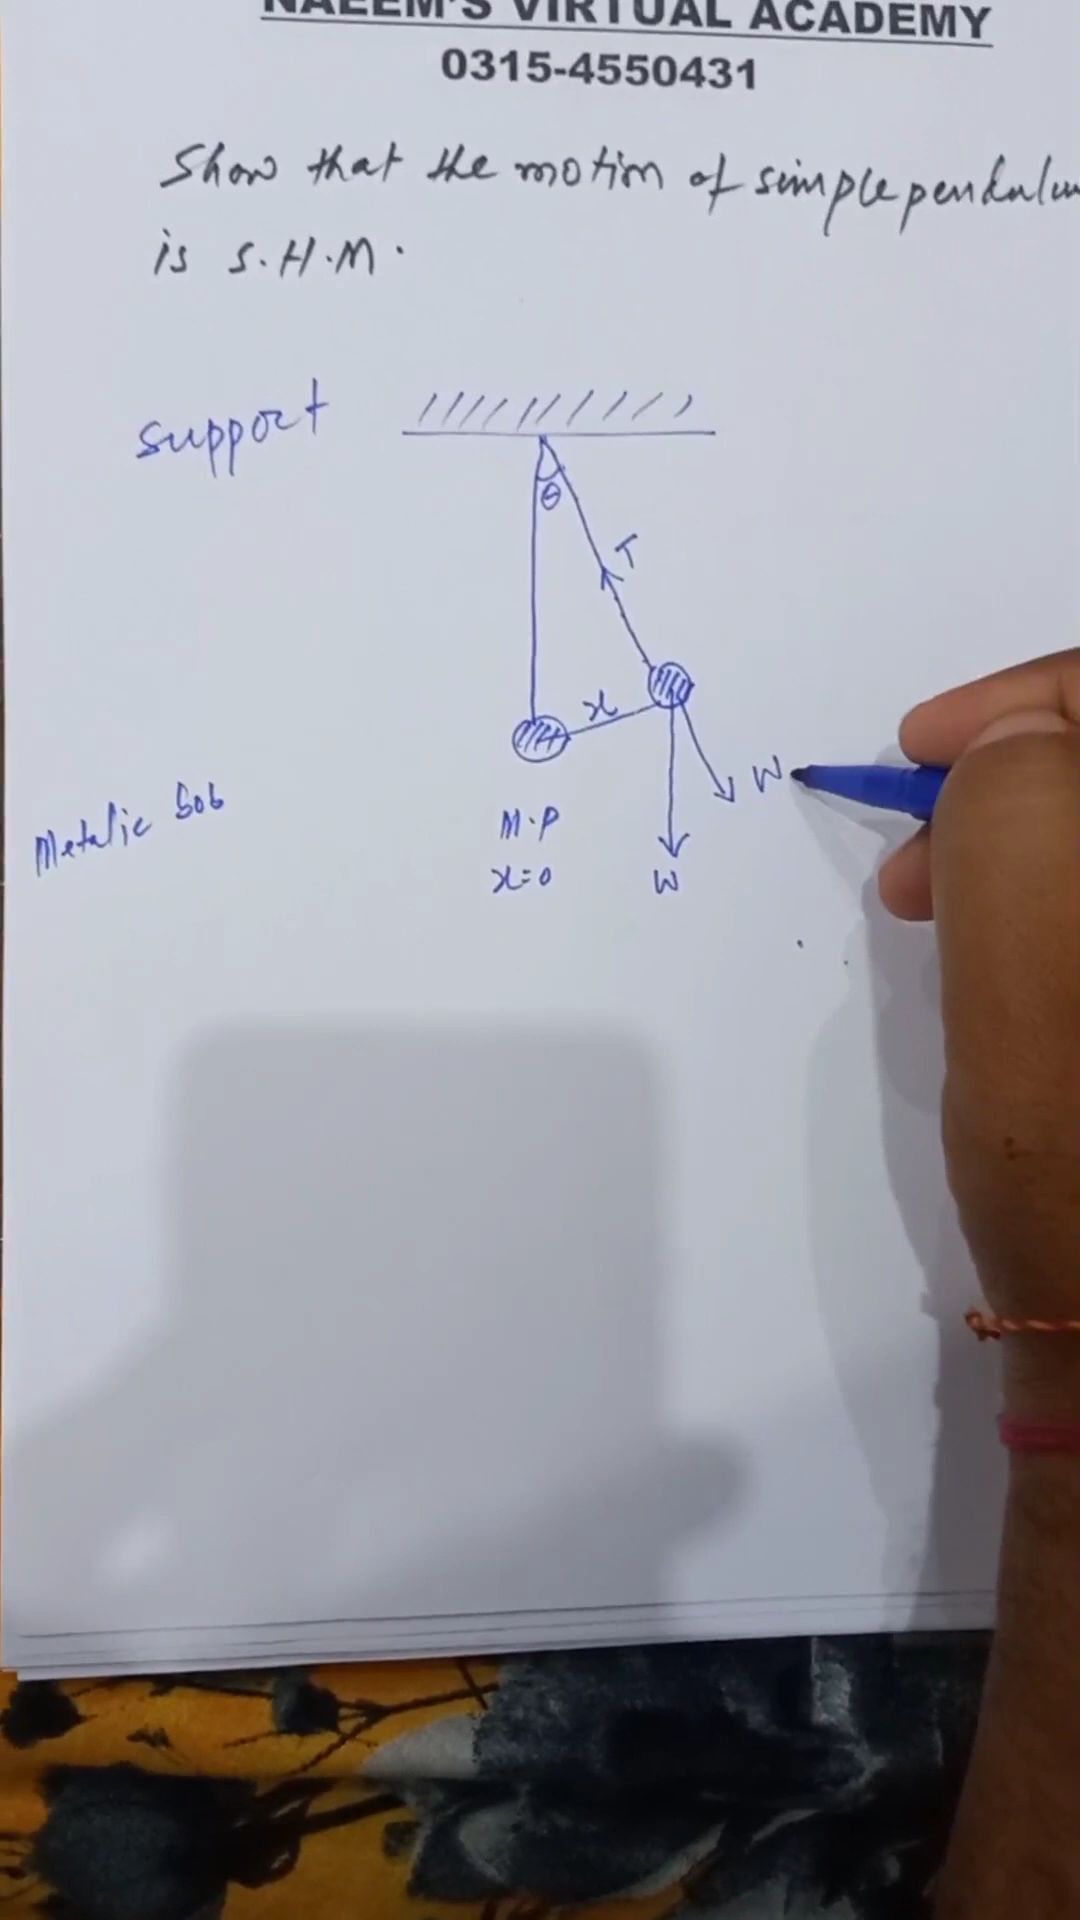 NAEEM'S VIRTUAL ACADEMY
0315-4550431
Show that the motion of simple pendulum
is S.H.M.
support
θ
T
x
W
Metalic bob
M.P
x=0
W